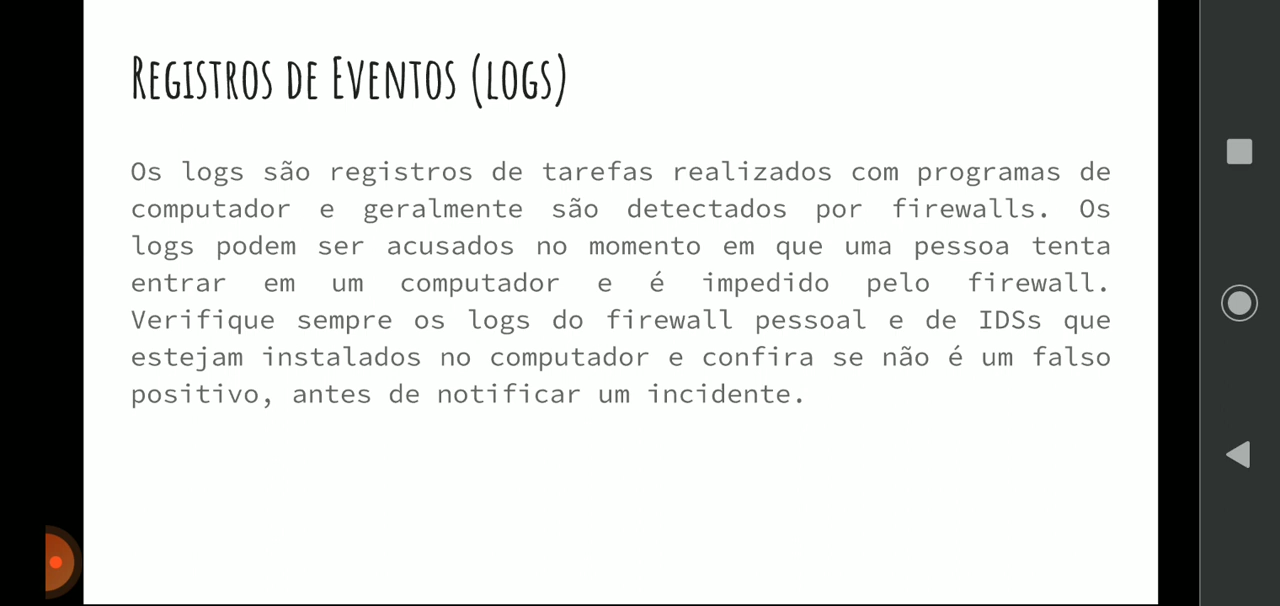 Registros de Eventos (logs)
Os logs são registros de tarefas realizados com programas de
computador e geralmente são detectados por firewalls. Os
logs podem ser acusados no momento em que uma pessoa tenta
entrar em um computador e é impedido pelo firewall.
Verifique sempre os logs do firewall pessoal e de IDSs que
estejam instalados no computador e confira se não é um falso
positivo, antes de notificar um incidente.